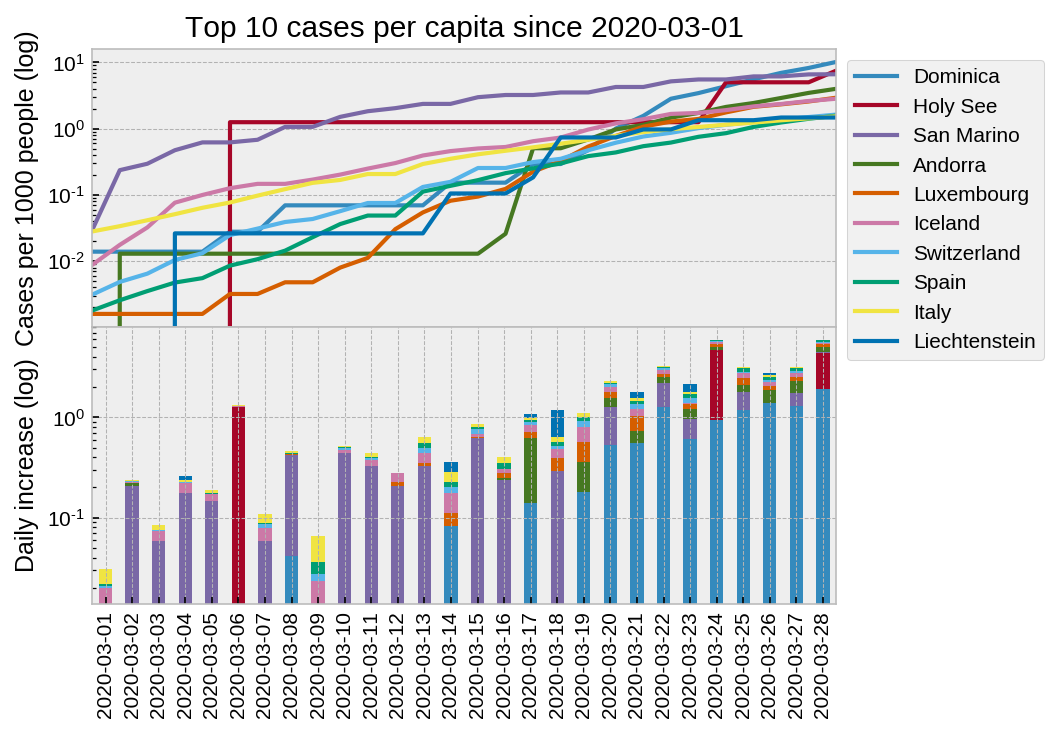 Top 10 cases per capita since 2020-03-01
Cases per 1000 people (log)
10¹
10⁰
10⁻¹
10⁻²
Dominica
Holy See
San Marino
Andorra
Luxembourg
Iceland
Switzerland
Spain
Italy
Liechtenstein
Daily increase (log)
10⁰
10⁻¹
2020-03-01
2020-03-02
2020-03-03
2020-03-04
2020-03-05
2020-03-06
2020-03-07
2020-03-08
2020-03-09
2020-03-10
2020-03-11
2020-03-12
2020-03-13
2020-03-14
2020-03-15
2020-03-16
2020-03-17
2020-03-18
2020-03-19
2020-03-20
2020-03-21
2020-03-22
2020-03-23
2020-03-24
2020-03-25
2020-03-26
2020-03-27
2020-03-28